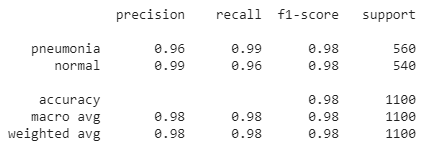 precision recall f1-score support
pneumonia 0.96 0.99 0.98 560
normal 0.99 0.96 0.98 540
accuracy 0.98 1100
macro avg 0.98 0.98 0.98 1100
weighted avg 0.98 0.98 0.98 1100